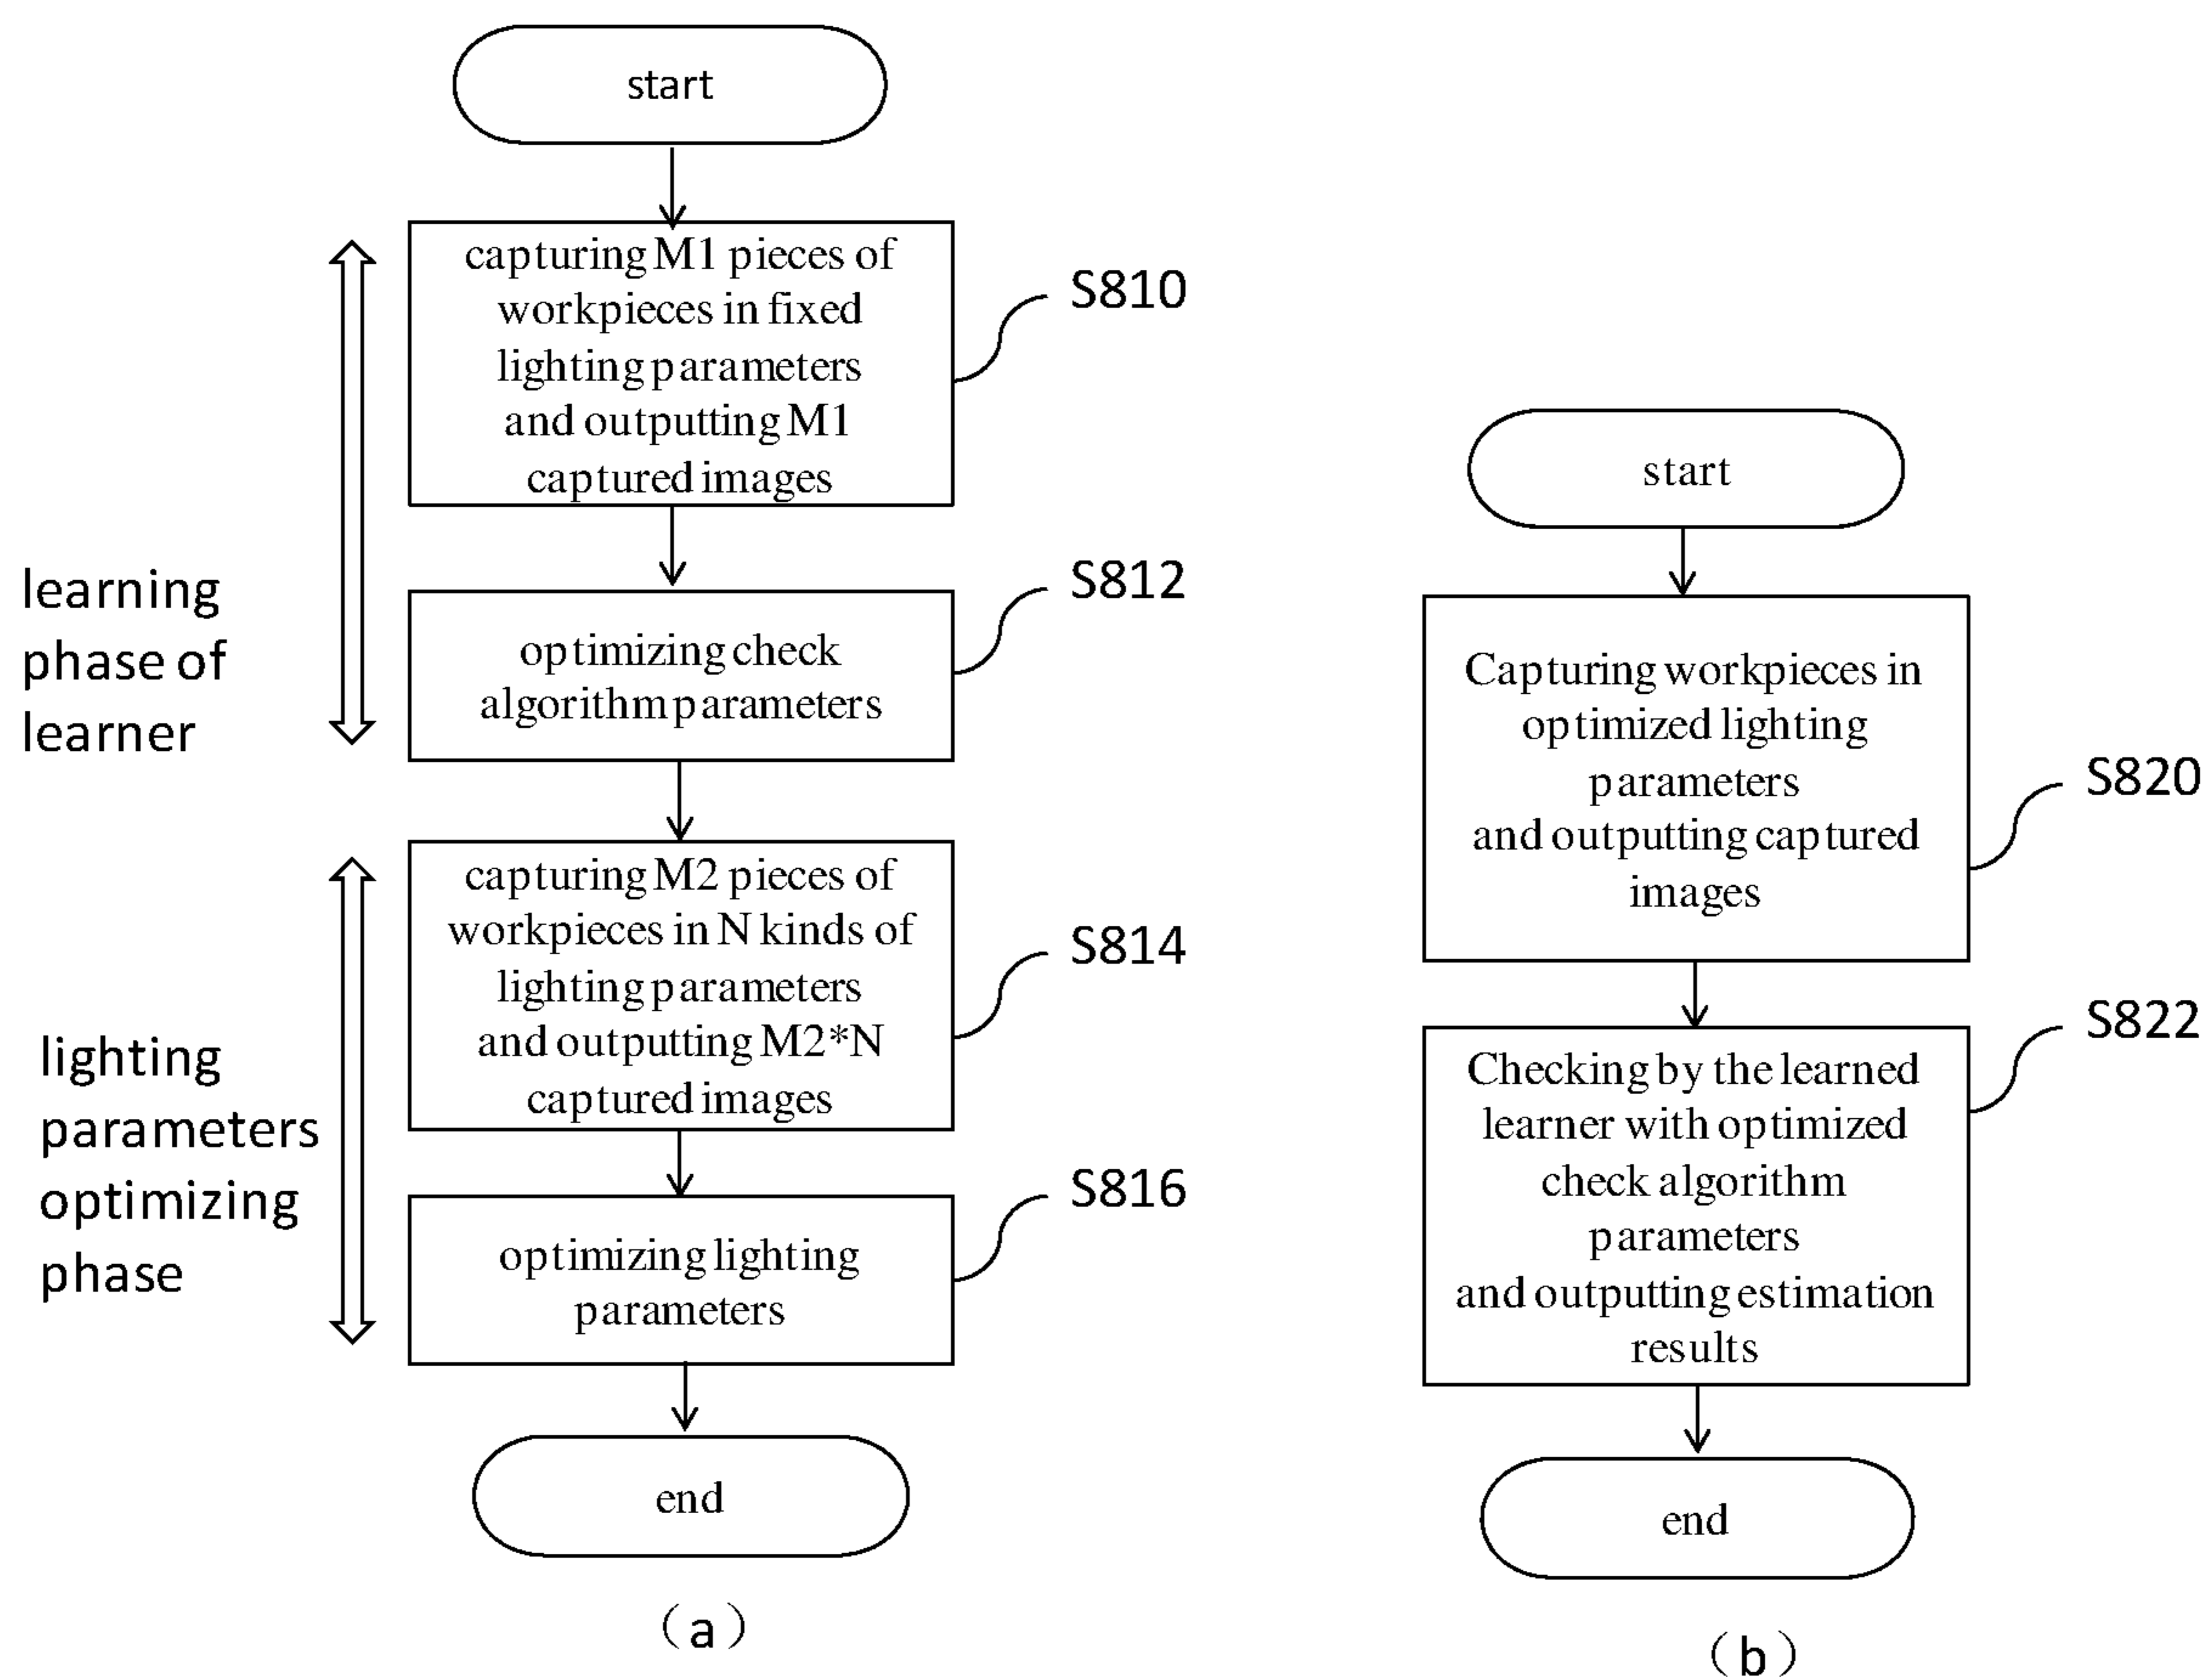 start
capturing M1 pieces of
workpieces in fixed
lighting parameters
and outputting M1
captured images
S810
optimizing check
algorithm parameters
S812
learning
phase of
learner
capturing M2 pieces of
workpieces in N kinds of
lighting parameters
and outputting M2*N
captured images
S814
optimizing lighting
parameters
S816
lighting
parameters
optimizing
phase
end
(a)
start
Capturing workpieces in
optimized lighting
parameters
and outputting captured
images
S820
Checking by the learned
learner with optimized
check algorithm
parameters
and outputting estimation
results
S822
end
(b)